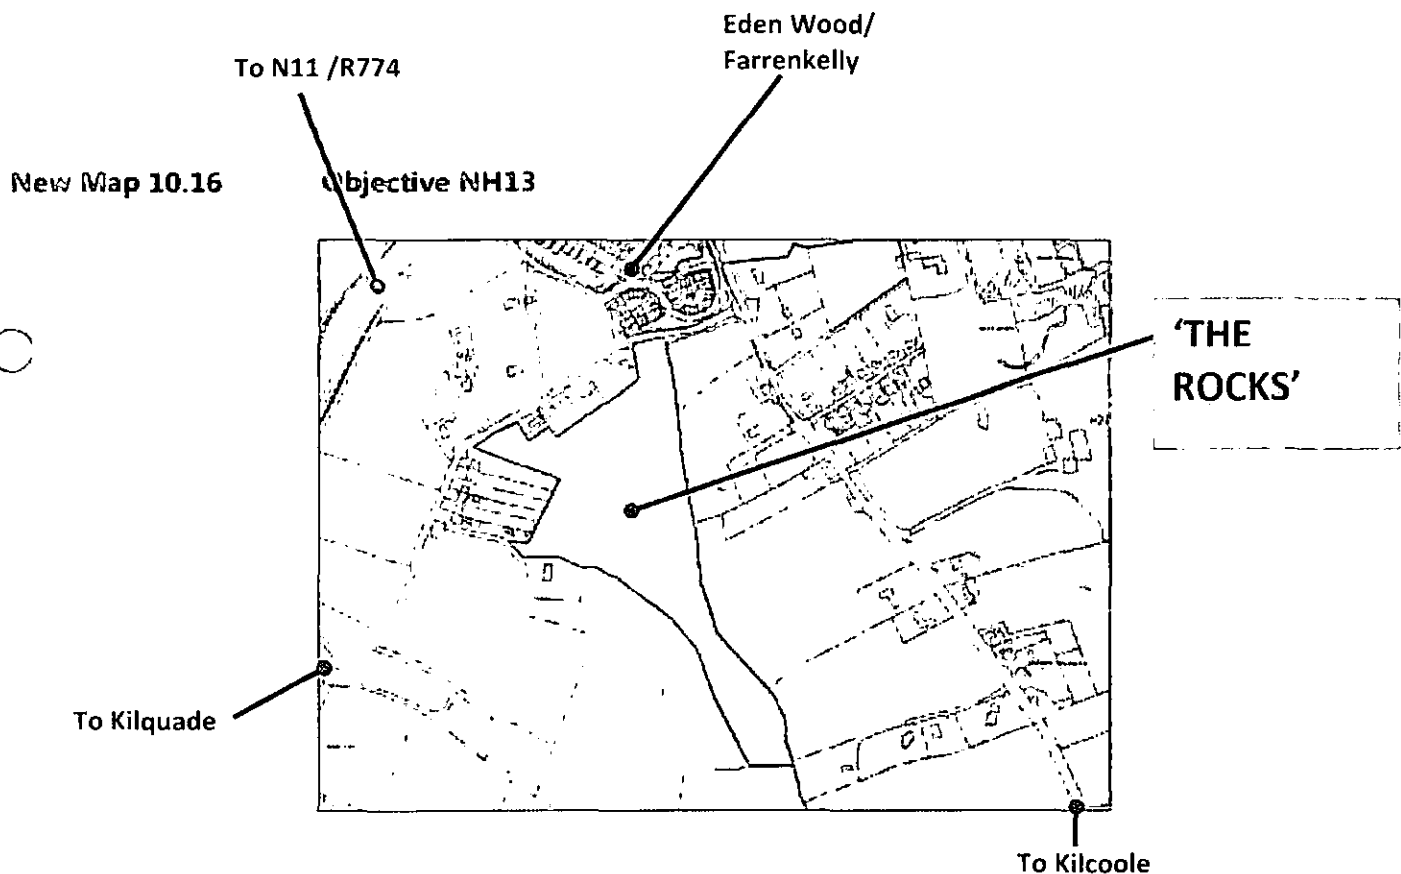 Eden Wood/
Farrenkelly
To N11 /R774
New Map 10.16 Objective NH13
‘THE
ROCKS’
To Kilquade
To Kilcoole